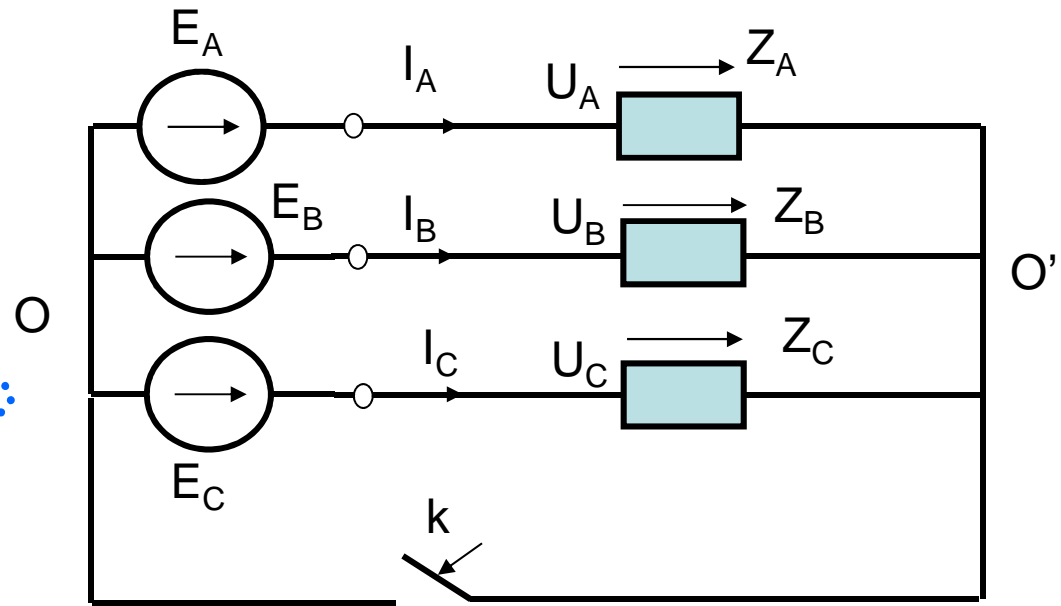 E_A
I_A
U_A
Z_A
E_B
I_B
U_B
Z_B
O
O'
I_C
U_C
Z_C
E_C
k